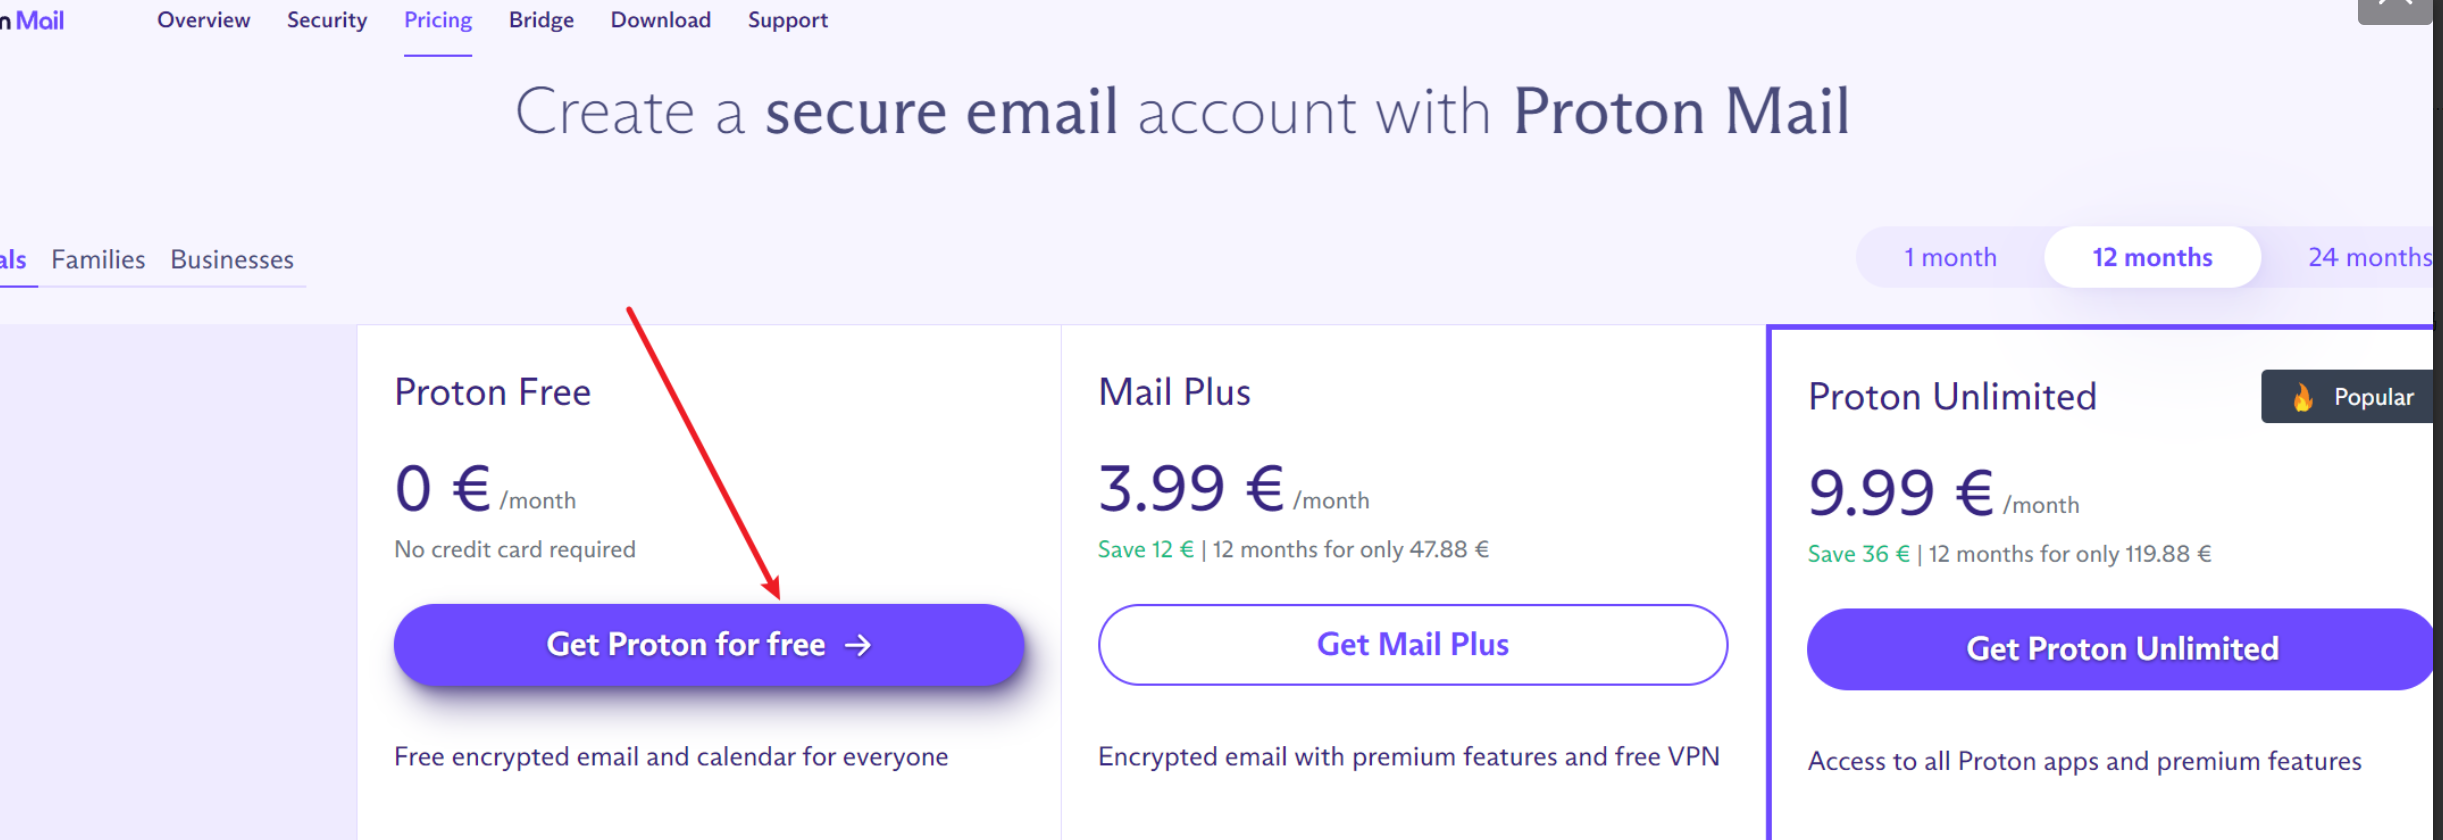 n Mail Overview Security Pricing Bridge Download Support
Create a secure email account with Proton Mail
als Families Businesses
1 month 12 months 24 months
Proton Free
0 € /month
No credit card required
Get Proton for free →
Free encrypted email and calendar for everyone
Mail Plus
3.99 € /month
Save 12 € | 12 months for only 47.88 €
Get Mail Plus
Encrypted email with premium features and free VPN
Proton Unlimited
🔥 Popular
9.99 € /month
Save 36 € | 12 months for only 119.88 €
Get Proton Unlimited
Access to all Proton apps and premium features